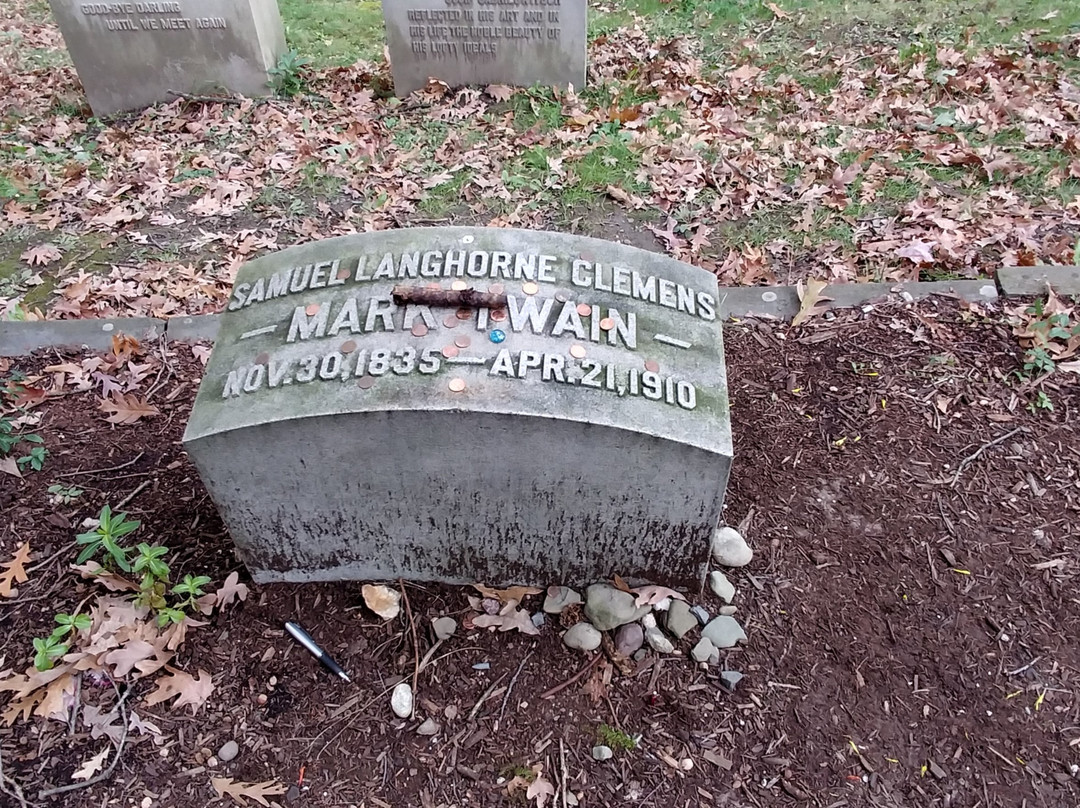 GOOD-BYE DARLING
UNTIL WE MEET AGAIN
REFLECTED IN HIS ART AND IN
HIS LIFE THE NOBLE BEAUTY OF
HIS LOFTY IDEALS
SAMUEL LANGHORNE CLEMENS
— MARK TWAIN —
NOV. 30, 1835 — APR. 21, 1910